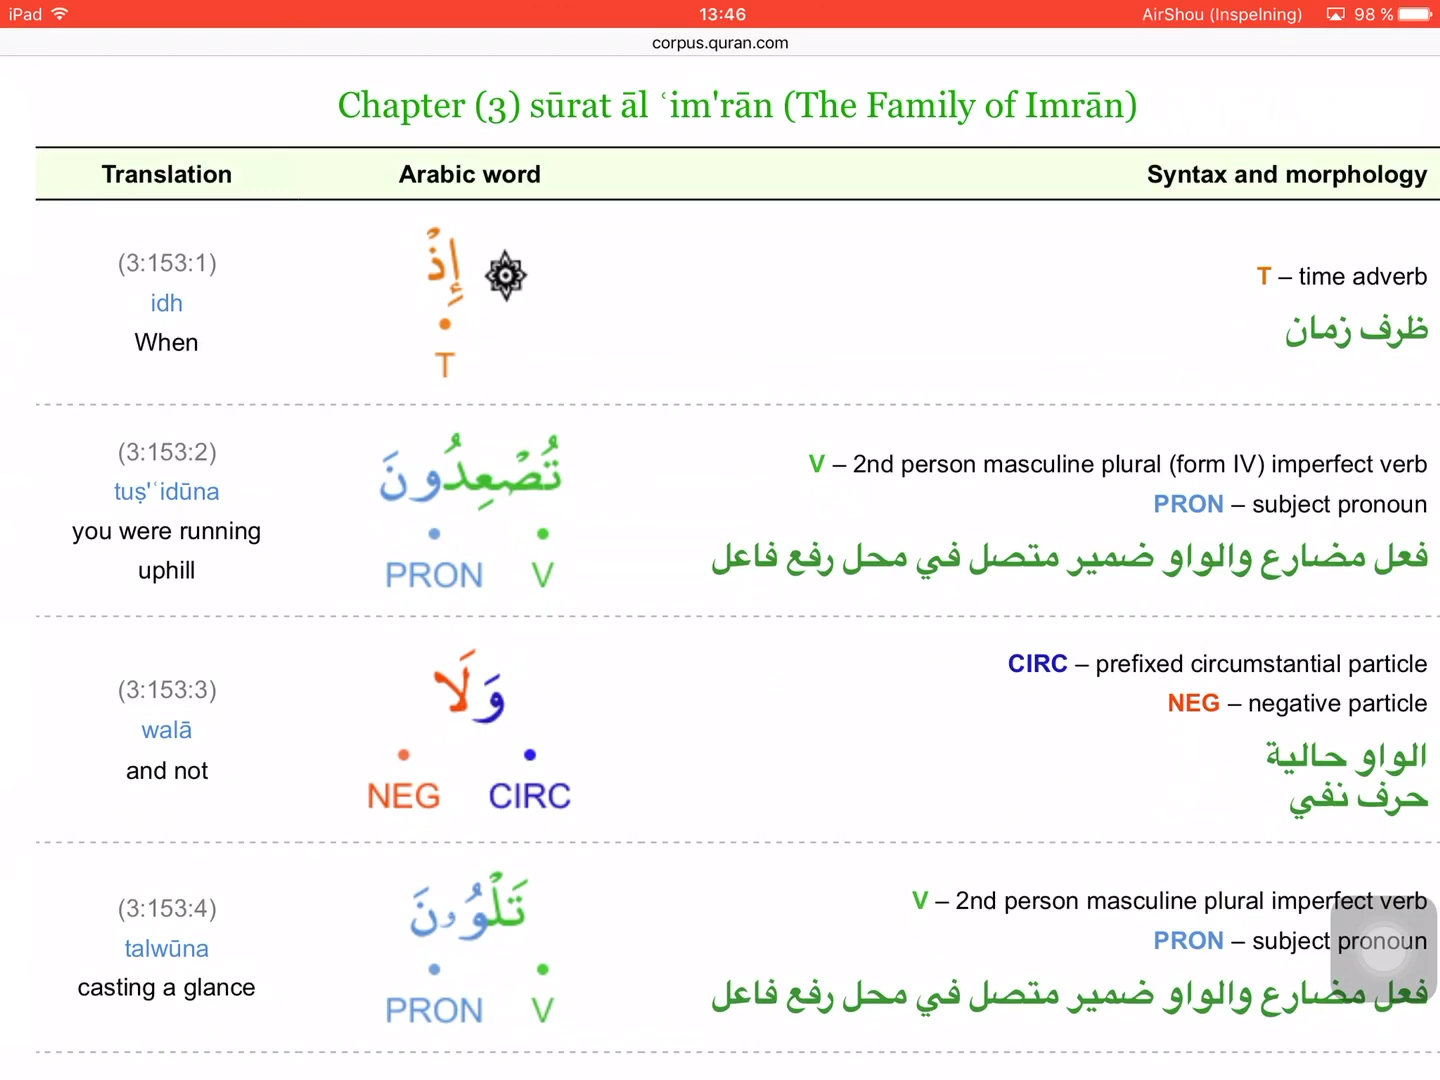 iPad 13:46 AirShou (Inspelning) 98 %
corpus.quran.com
Chapter (3) sūrat āl ʿim'rān (The Family of Imrān)
Translation Arabic word Syntax and morphology
(3:153:1)
idh
When
إِذْ
T
T – time adverb
ظرف زمان
(3:153:2)
tuṣ'ʿidūna
you were running
uphill
تُصْعِدُونَ
PRON V
V – 2nd person masculine plural (form IV) imperfect verb
PRON – subject pronoun
فعل مضارع والواو ضمير متصل في محل رفع فاعل
(3:153:3)
walā
and not
وَلَا
NEG CIRC
CIRC – prefixed circumstantial particle
NEG – negative particle
الواو حالية
حرف نفي
(3:153:4)
talwūna
casting a glance
تَلْوُۥنَ
PRON V
V – 2nd person masculine plural imperfect verb
PRON – subject pronoun
فعل مضارع والواو ضمير متصل في محل رفع فاعل